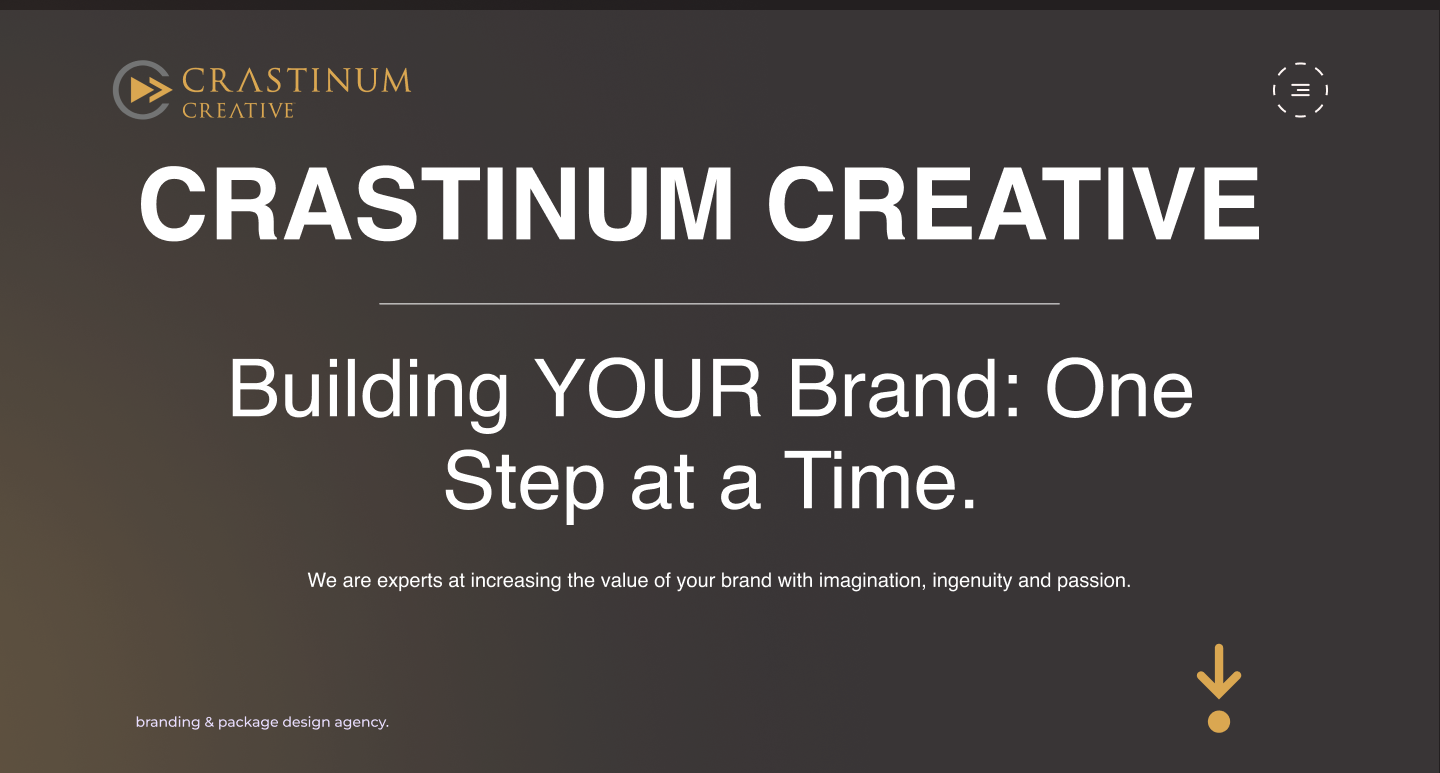 CRASTINUM
CREATIVE
CRASTINUM CREATIVE
Building YOUR Brand: One
Step at a Time.
We are experts at increasing the value of your brand with imagination, ingenuity and passion.
branding & package design agency.